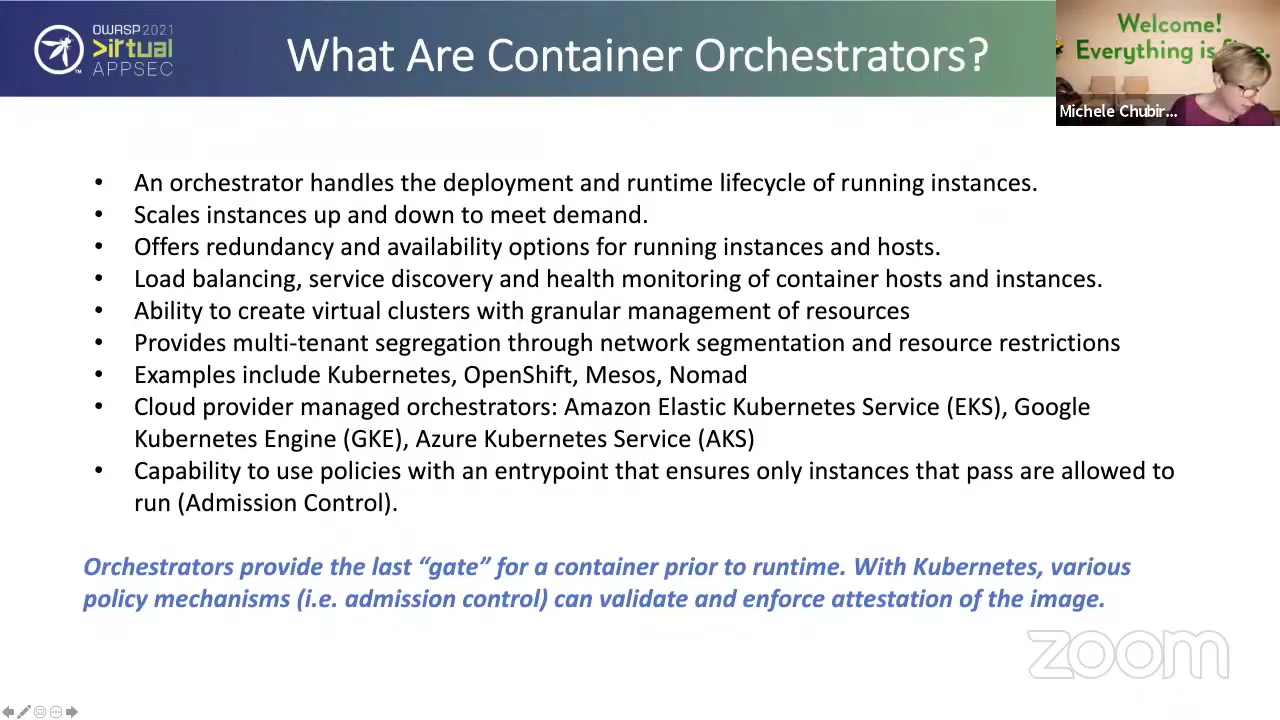 OWASP 2021
>irtual
APPSEC
What Are Container Orchestrators?
Welcome!
Everything is
Michele Chubir...
• An orchestrator handles the deployment and runtime lifecycle of running instances.
• Scales instances up and down to meet demand.
• Offers redundancy and availability options for running instances and hosts.
• Load balancing, service discovery and health monitoring of container hosts and instances.
• Ability to create virtual clusters with granular management of resources
• Provides multi-tenant segregation through network segmentation and resource restrictions
• Examples include Kubernetes, OpenShift, Mesos, Nomad
• Cloud provider managed orchestrators: Amazon Elastic Kubernetes Service (EKS), Google
Kubernetes Engine (GKE), Azure Kubernetes Service (AKS)
• Capability to use policies with an entrypoint that ensures only instances that pass are allowed to
run (Admission Control).
Orchestrators provide the last “gate” for a container prior to runtime. With Kubernetes, various
policy mechanisms (i.e. admission control) can validate and enforce attestation of the image.
zoom